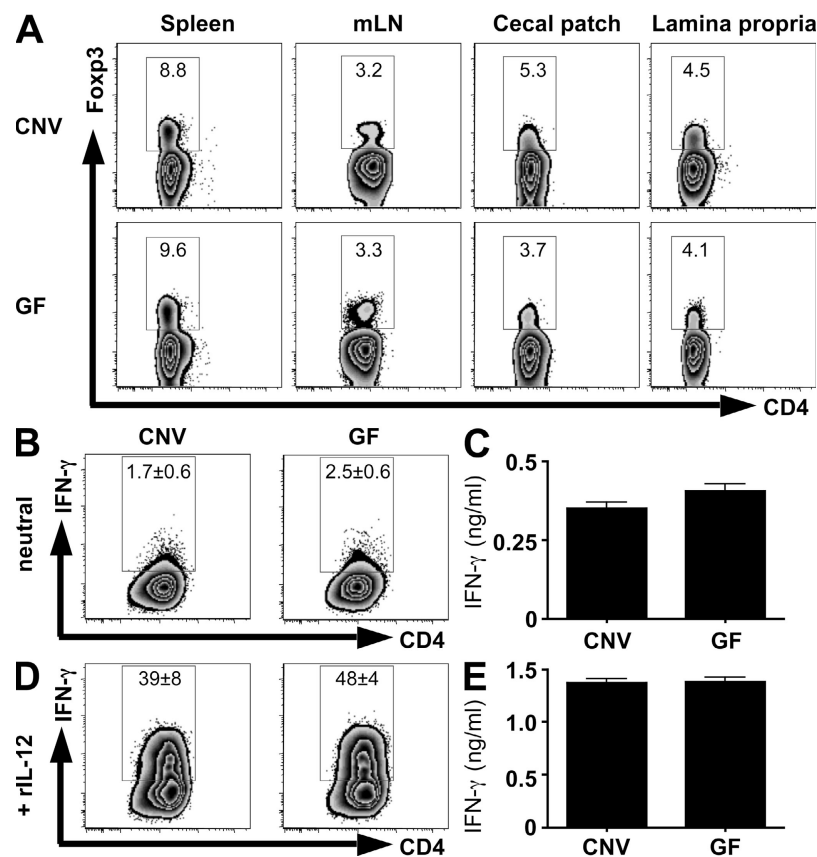 A
Spleen mLN Cecal patch Lamina propria
Foxp3
CNV
8.8 3.2 5.3 4.5
GF
9.6 3.3 3.7 4.1
CD4
B
CNV GF
neutral
IFN-γ
1.7±0.6 2.5±0.6
CD4
C
IFN-γ (ng/ml)
0.5
0.25
0
CNV GF
D
+ rIL-12
IFN-γ
39±8 48±4
CD4
E
IFN-γ (ng/ml)
1.5
1.0
0.5
0
CNV GF